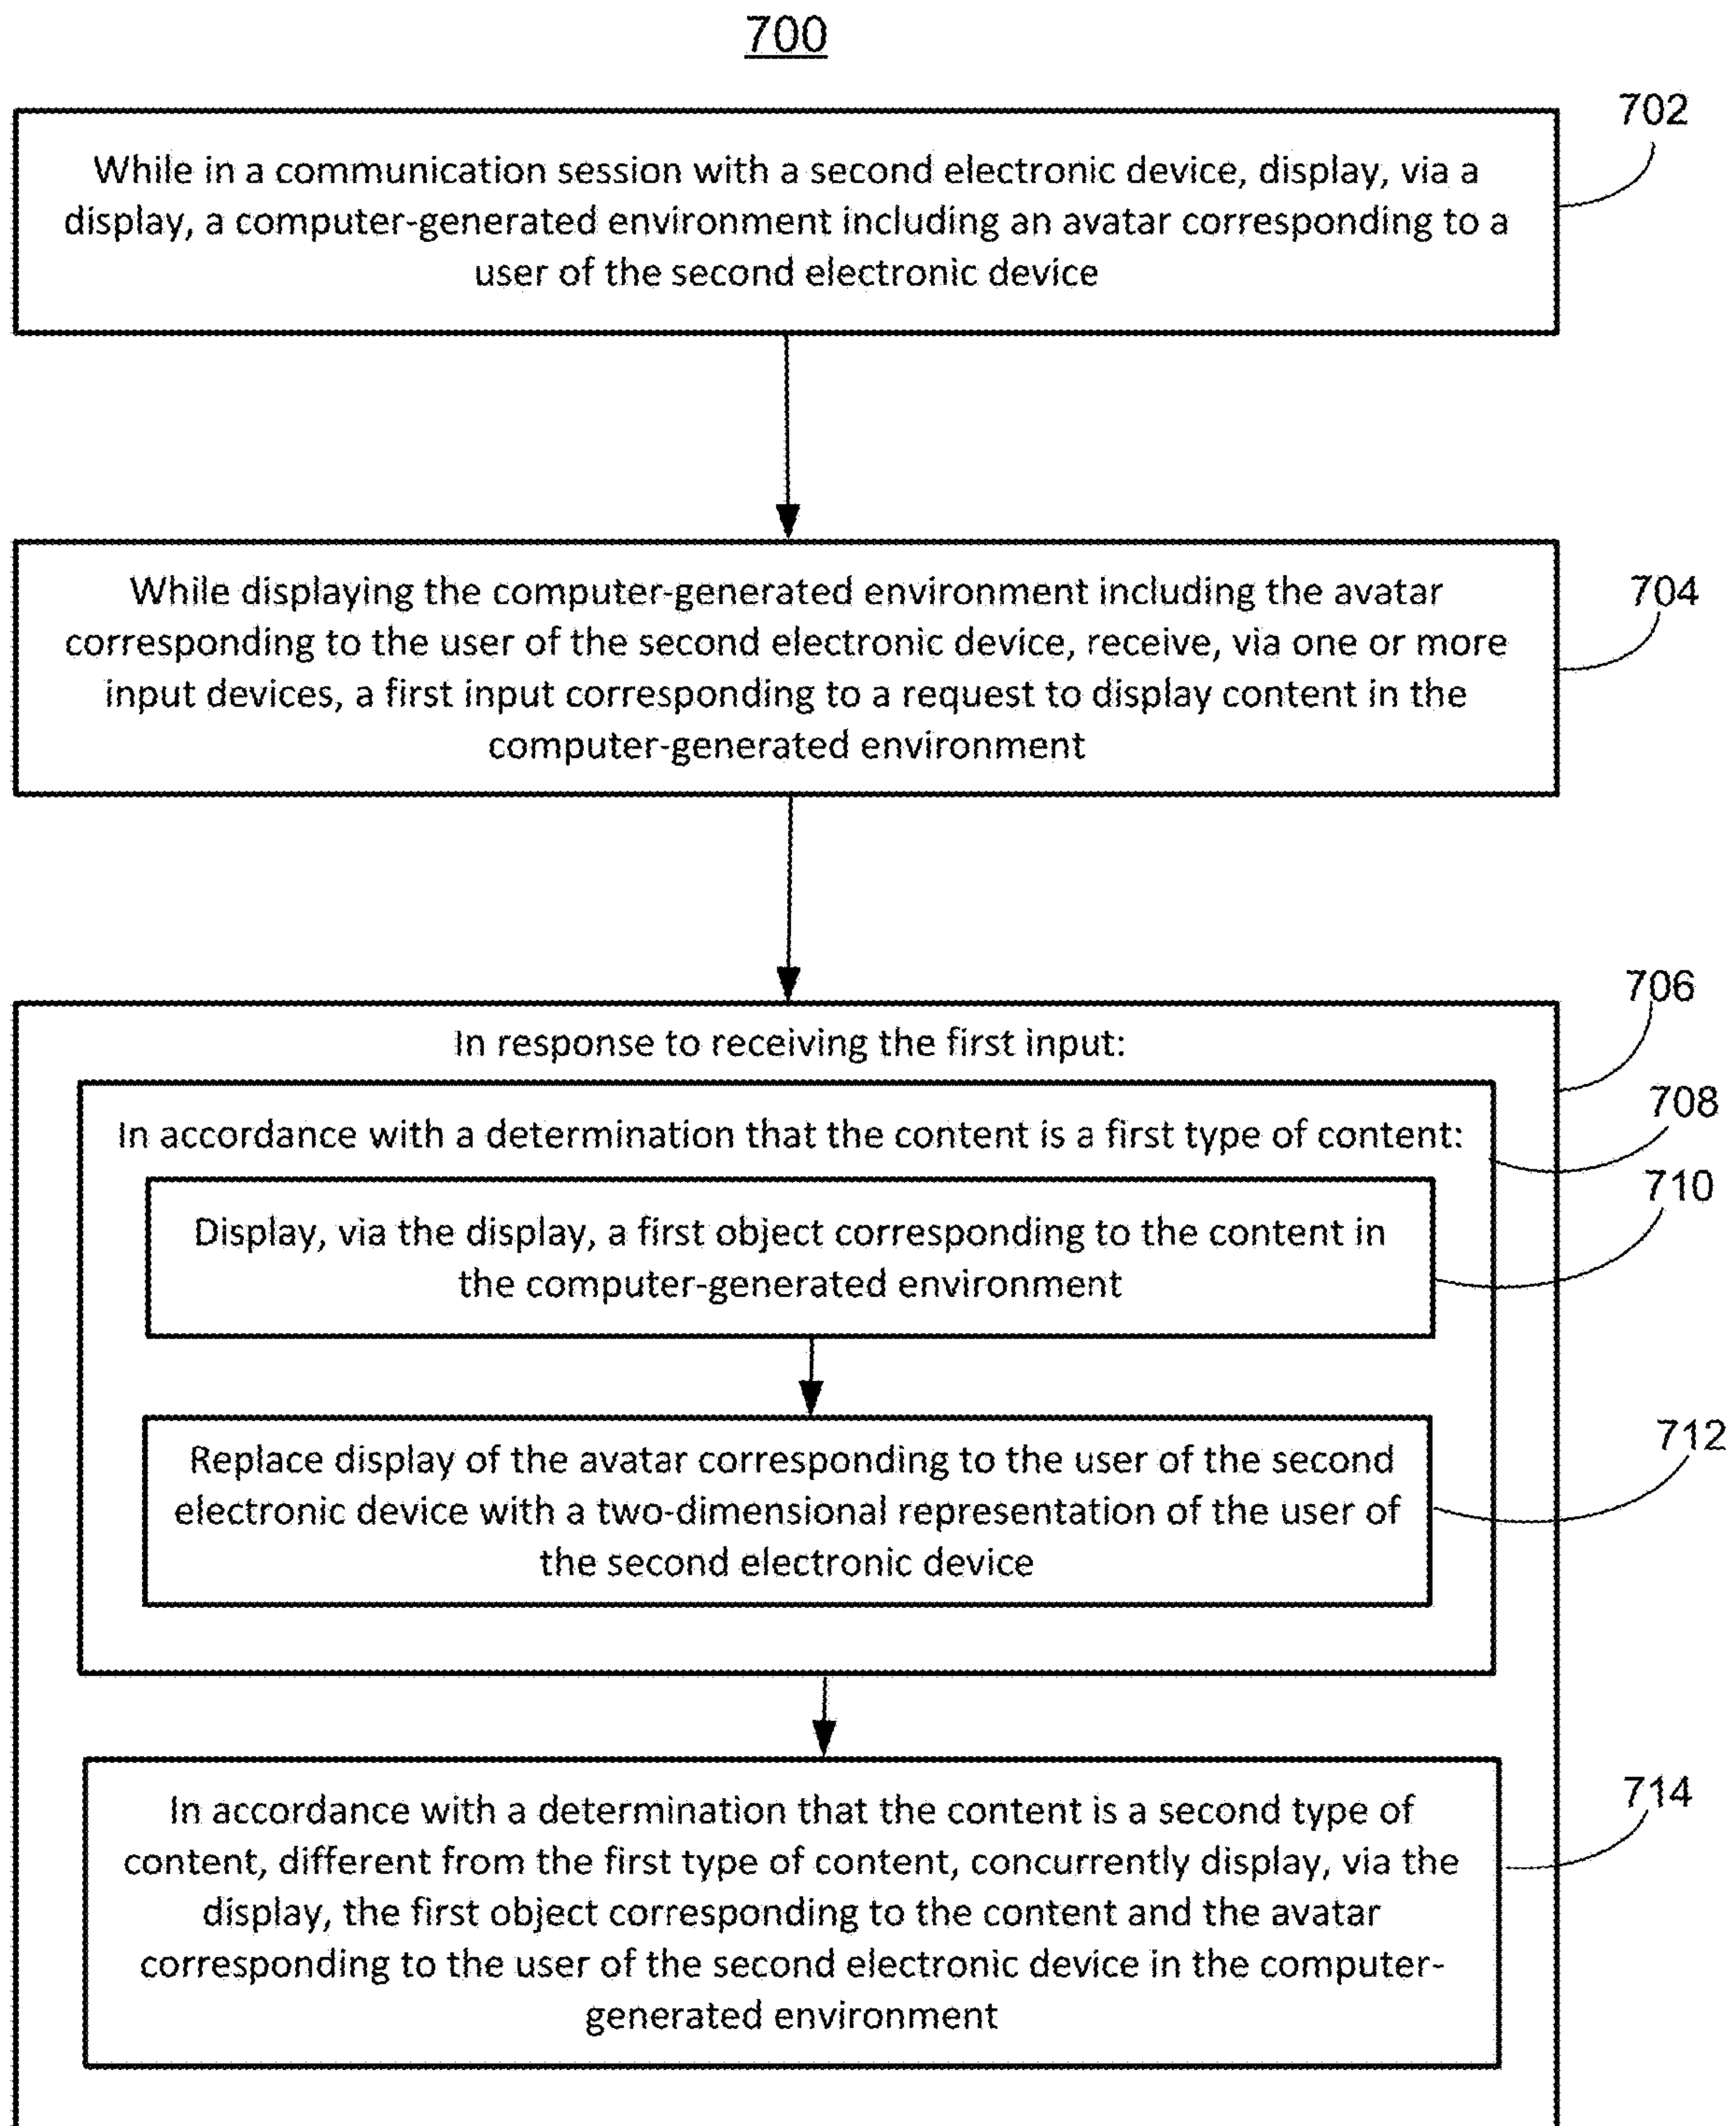 700
702
While in a communication session with a second electronic device, display, via a
display, a computer-generated environment including an avatar corresponding to a
user of the second electronic device
704
While displaying the computer-generated environment including the avatar
corresponding to the user of the second electronic device, receive, via one or more
input devices, a first input corresponding to a request to display content in the
computer-generated environment
706
In response to receiving the first input:
708
In accordance with a determination that the content is a first type of content:
710
Display, via the display, a first object corresponding to the content in
the computer-generated environment
712
Replace display of the avatar corresponding to the user of the second
electronic device with a two-dimensional representation of the user of
the second electronic device
714
In accordance with a determination that the content is a second type of
content, different from the first type of content, concurrently display, via the
display, the first object corresponding to the content and the avatar
corresponding to the user of the second electronic device in the computer-
generated environment